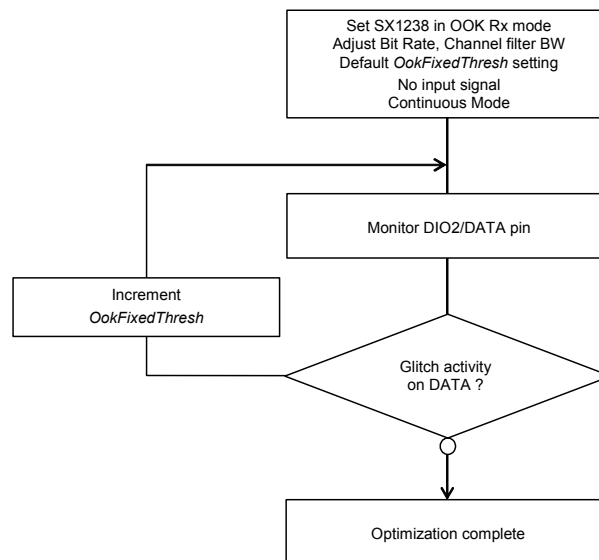 Set SX1238 in OOK Rx mode
Adjust Bit Rate, Channel filter BW
Default OokFixedThresh setting
No input signal
Continuous Mode
Monitor DIO2/DATA pin
Increment
OokFixedThresh
Glitch activity
on DATA ?
Optimization complete